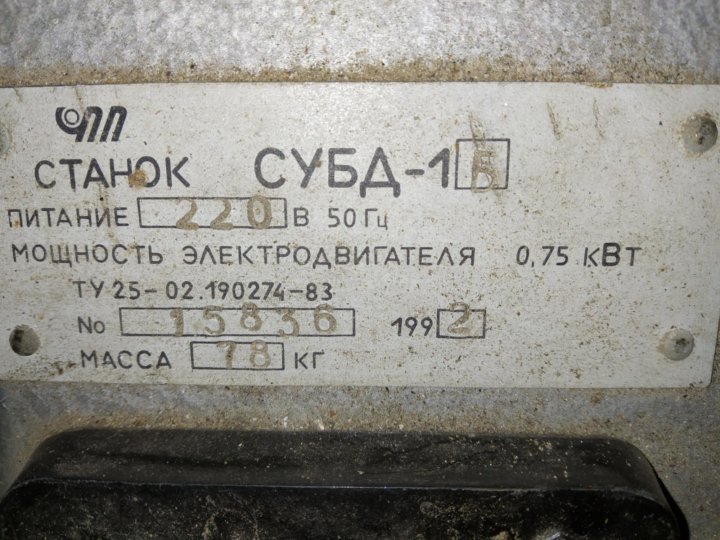 ЧПП
СТАНОК СУБД-1Б
ПИТАНИЕ 220 В 50 Гц
МОЩНОСТЬ ЭЛЕКТРОДВИГАТЕЛЯ 0,75 кВт
ТУ 25-02.190274-83
No 15836 1992
МАССА 78 КГ